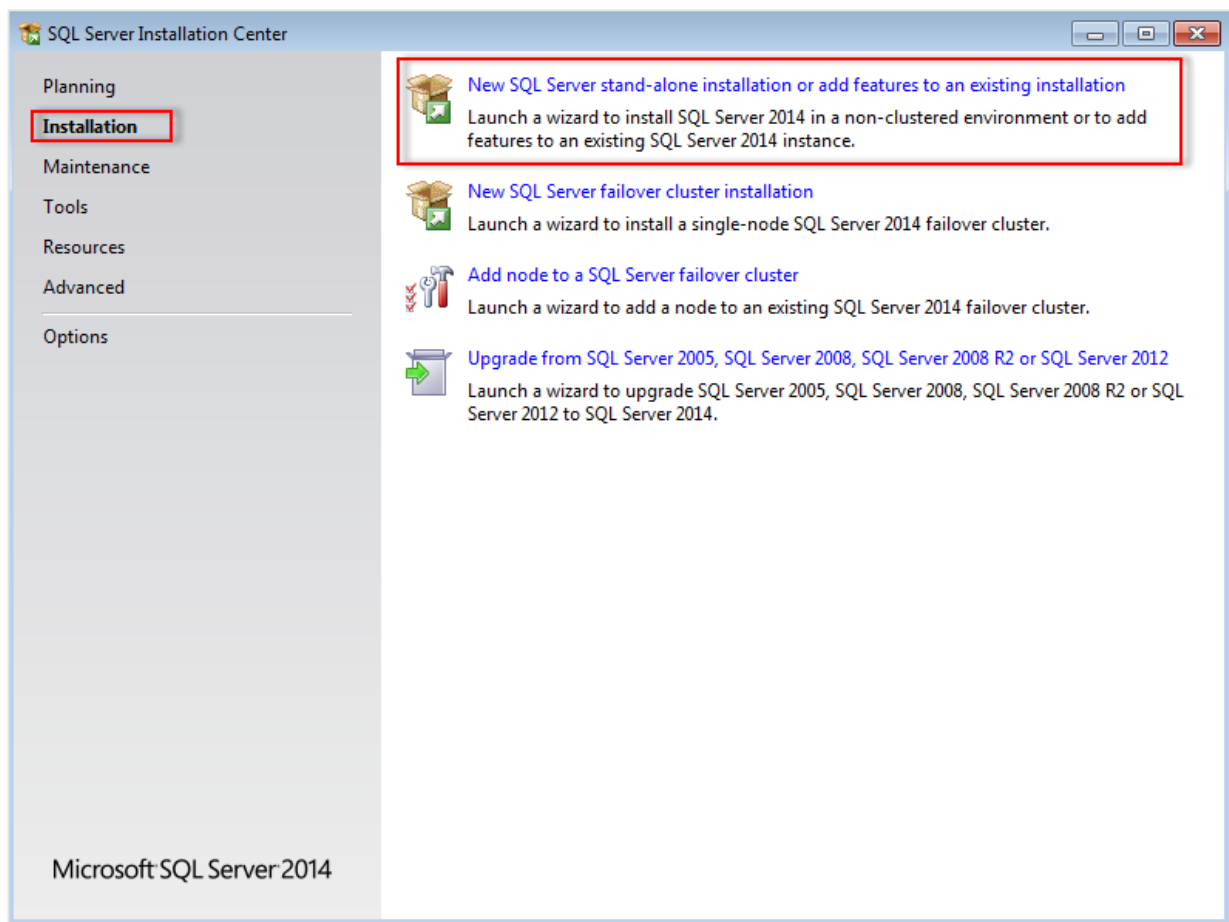 SQL Server Installation Center
Planning
Installation
Maintenance
Tools
Resources
Advanced
Options
New SQL Server stand-alone installation or add features to an existing installation
Launch a wizard to install SQL Server 2014 in a non-clustered environment or to add
features to an existing SQL Server 2014 instance.
New SQL Server failover cluster installation
Launch a wizard to install a single-node SQL Server 2014 failover cluster.
Add node to a SQL Server failover cluster
Launch a wizard to add a node to an existing SQL Server 2014 failover cluster.
Upgrade from SQL Server 2005, SQL Server 2008, SQL Server 2008 R2 or SQL Server 2012
Launch a wizard to upgrade SQL Server 2005, SQL Server 2008, SQL Server 2008 R2 or SQL
Server 2012 to SQL Server 2014.
Microsoft SQL Server 2014